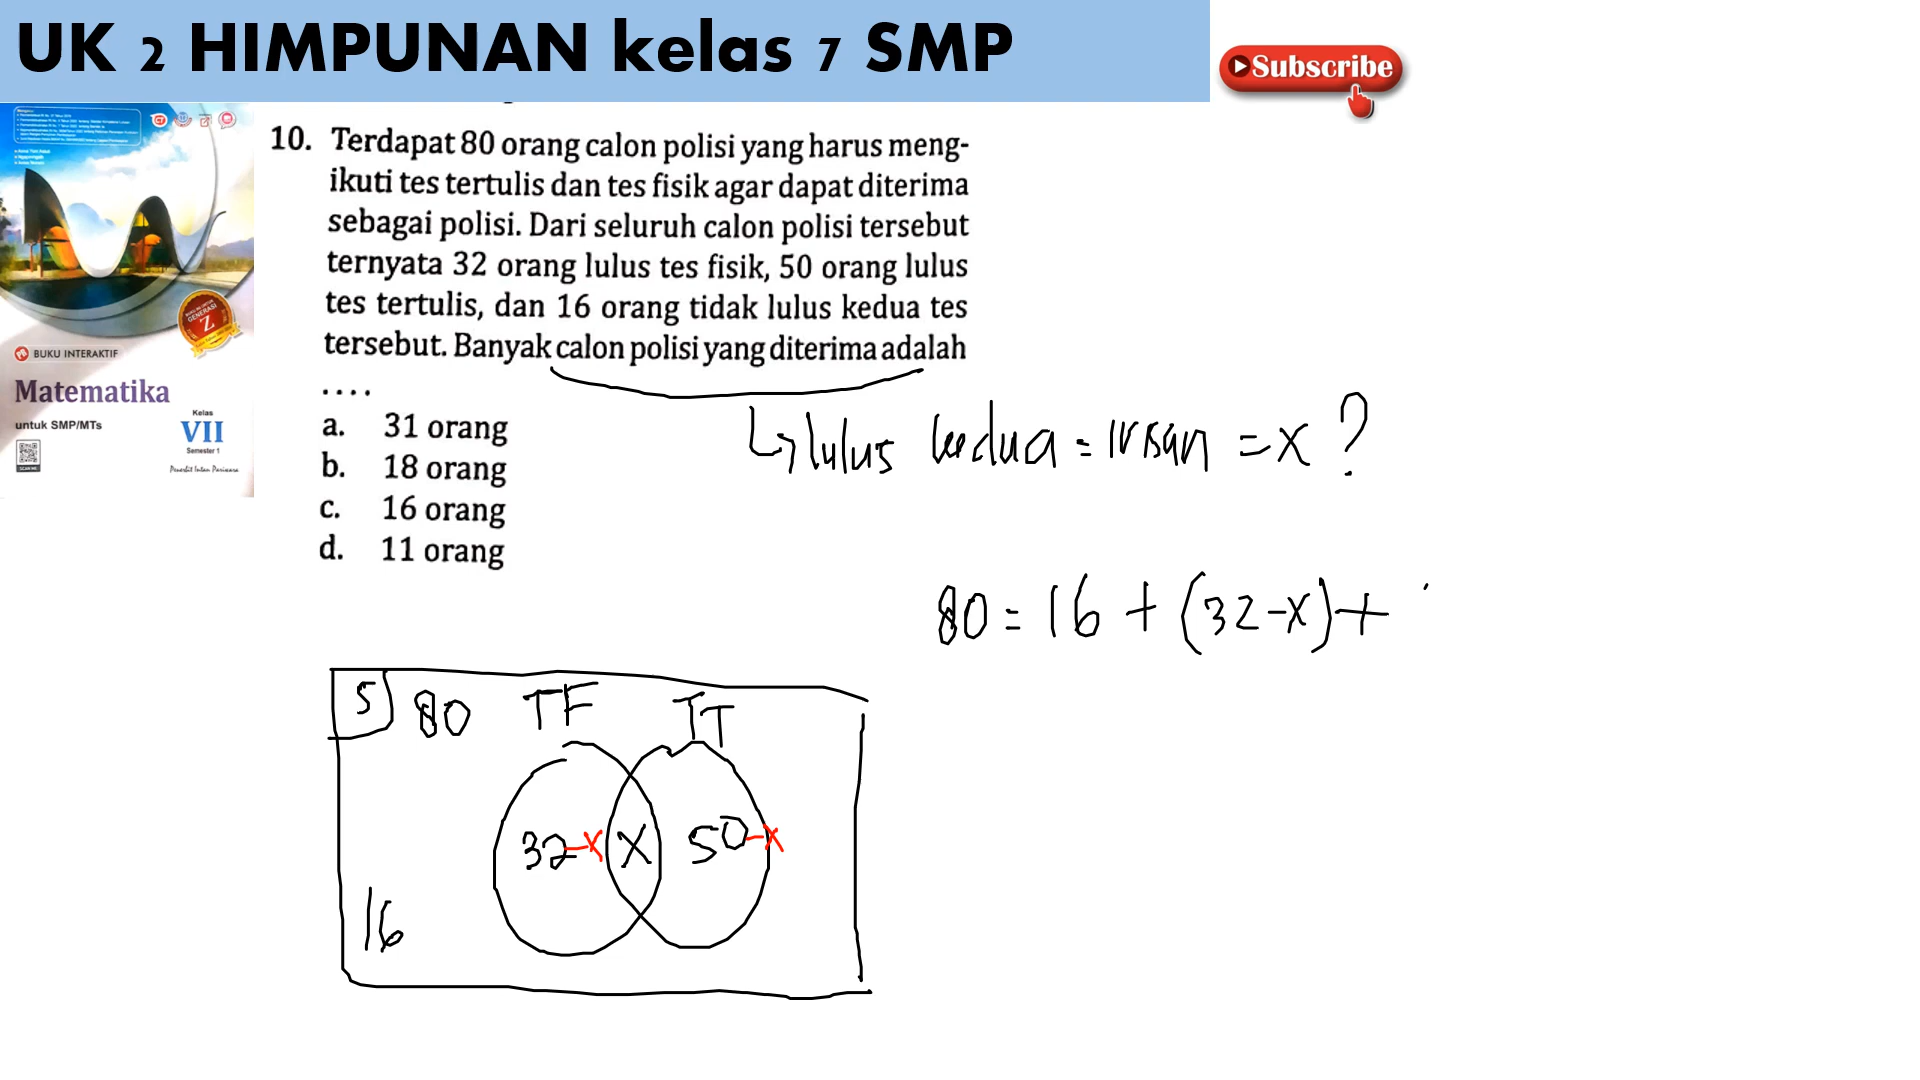 UK 2 HIMPUNAN kelas 7 SMP
Subscribe
10. Terdapat 80 orang calon polisi yang harus meng-
ikuti tes tertulis dan tes fisik agar dapat diterima
sebagai polisi. Dari seluruh calon polisi tersebut
ternyata 32 orang lulus tes fisik, 50 orang lulus
tes tertulis, dan 16 orang tidak lulus kedua tes
tersebut. Banyak calon polisi yang diterima adalah
....
a. 31 orang
b. 18 orang
c. 16 orang
d. 11 orang
BUKU INTERAKTIF
Matematika
untuk SMP/MTs
Kelas
VII
Semester 1
Penerbit Intan Pariwara
GENERASI
Z
lulus kedua = irisan = x ?
80 = 16 + (32-x) +
S 80 TF TT
32-x x 50-x
16